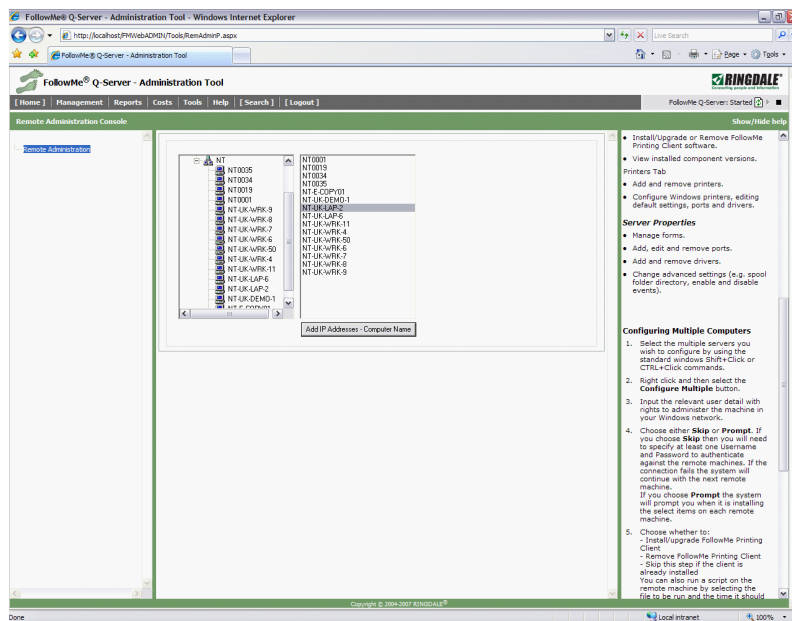 FollowMe® Q-Server - Administration Tool - Windows Internet Explorer
http://localhost/FMWebADMIN/Tools/RemAdminP.aspx
Live Search
FollowMe® Q-Server - Administration Tool
Page
Tools
FollowMe® Q-Server - Administration Tool
RINGDALE®
Connecting people and information
[ Home ] | Management | Reports | Costs | Tools | Help | [ Search ] | [ Logout ]
FollowMe Q-Server: Started
Remote Administration Console
Show/Hide help
Remote Administration
NT
NT0035
NT0034
NT0019
NT0001
NT-UK-WRK-9
NT-UK-WRK-8
NT-UK-WRK-7
NT-UK-WRK-6
NT-UK-WRK-50
NT-UK-WRK-4
NT-UK-WRK-11
NT-UK-LAP-6
NT-UK-LAP-2
NT-UK-DEMO-1
NT-E-COPY01
NT0001
NT0019
NT0034
NT0035
NT-E-COPY01
NT-UK-DEMO-1
NT-UK-LAP-2
NT-UK-LAP-6
NT-UK-WRK-11
NT-UK-WRK-4
NT-UK-WRK-50
NT-UK-WRK-6
NT-UK-WRK-7
NT-UK-WRK-8
NT-UK-WRK-9
Add IP Addresses - Computer Name
• Install/Upgrade or Remove FollowMe
Printing Client software.
• View installed component versions.
Printers Tab
• Add and remove printers.
• Configure Windows printers, editing
default settings, ports and drivers.
Server Properties
• Manage forms.
• Add, edit and remove ports.
• Add and remove drivers.
• Change advanced settings (e.g. spool
folder directory, enable and disable
events).
Configuring Multiple Computers
1. Select the multiple servers you
wish to configure by using the
standard windows Shift+Click or
CTRL+Click commands.
2. Right click and then select the
Configure Multiple button.
3. Input the relevant user detail with
rights to administer the machine in
your Windows network.
4. Choose either Skip or Prompt. If
you choose Skip then you will need
to specify at least one Username
and Password to authenticate
against the remote machines. If the
connection fails the system will
continue with the next remote
machine.
If you choose Prompt the system
will prompt you when it is installing
the select items on each remote
machine.
5. Choose whether to:
- Install/upgrade FollowMe Printing
Client
- Remove FollowMe Printing Client
- Skip this step if the client is
already installed
You can also run a script on the
remote machine by selecting the
file to be run and the time it should
Copyright © 2004-2007 RINGDALE®
Done
Local intranet
100%